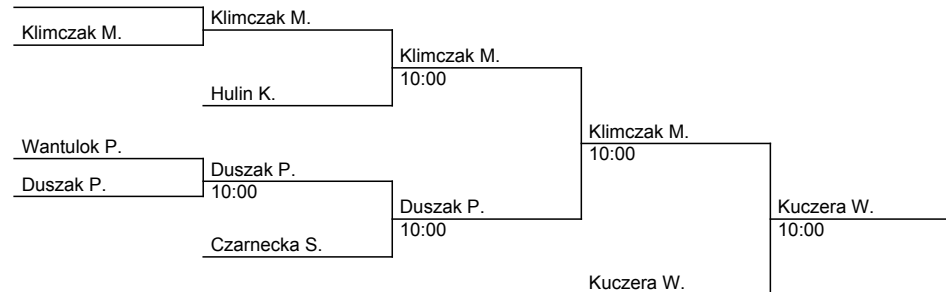 Klimczak M.
Klimczak M.
Klimczak M.
10:00
Hulin K.
Klimczak M.
10:00
Wantulok P.
Duszak P.
10:00
Duszak P.
Duszak P.
10:00
Kuczera W.
10:00
Czarnecka S.
Kuczera W.